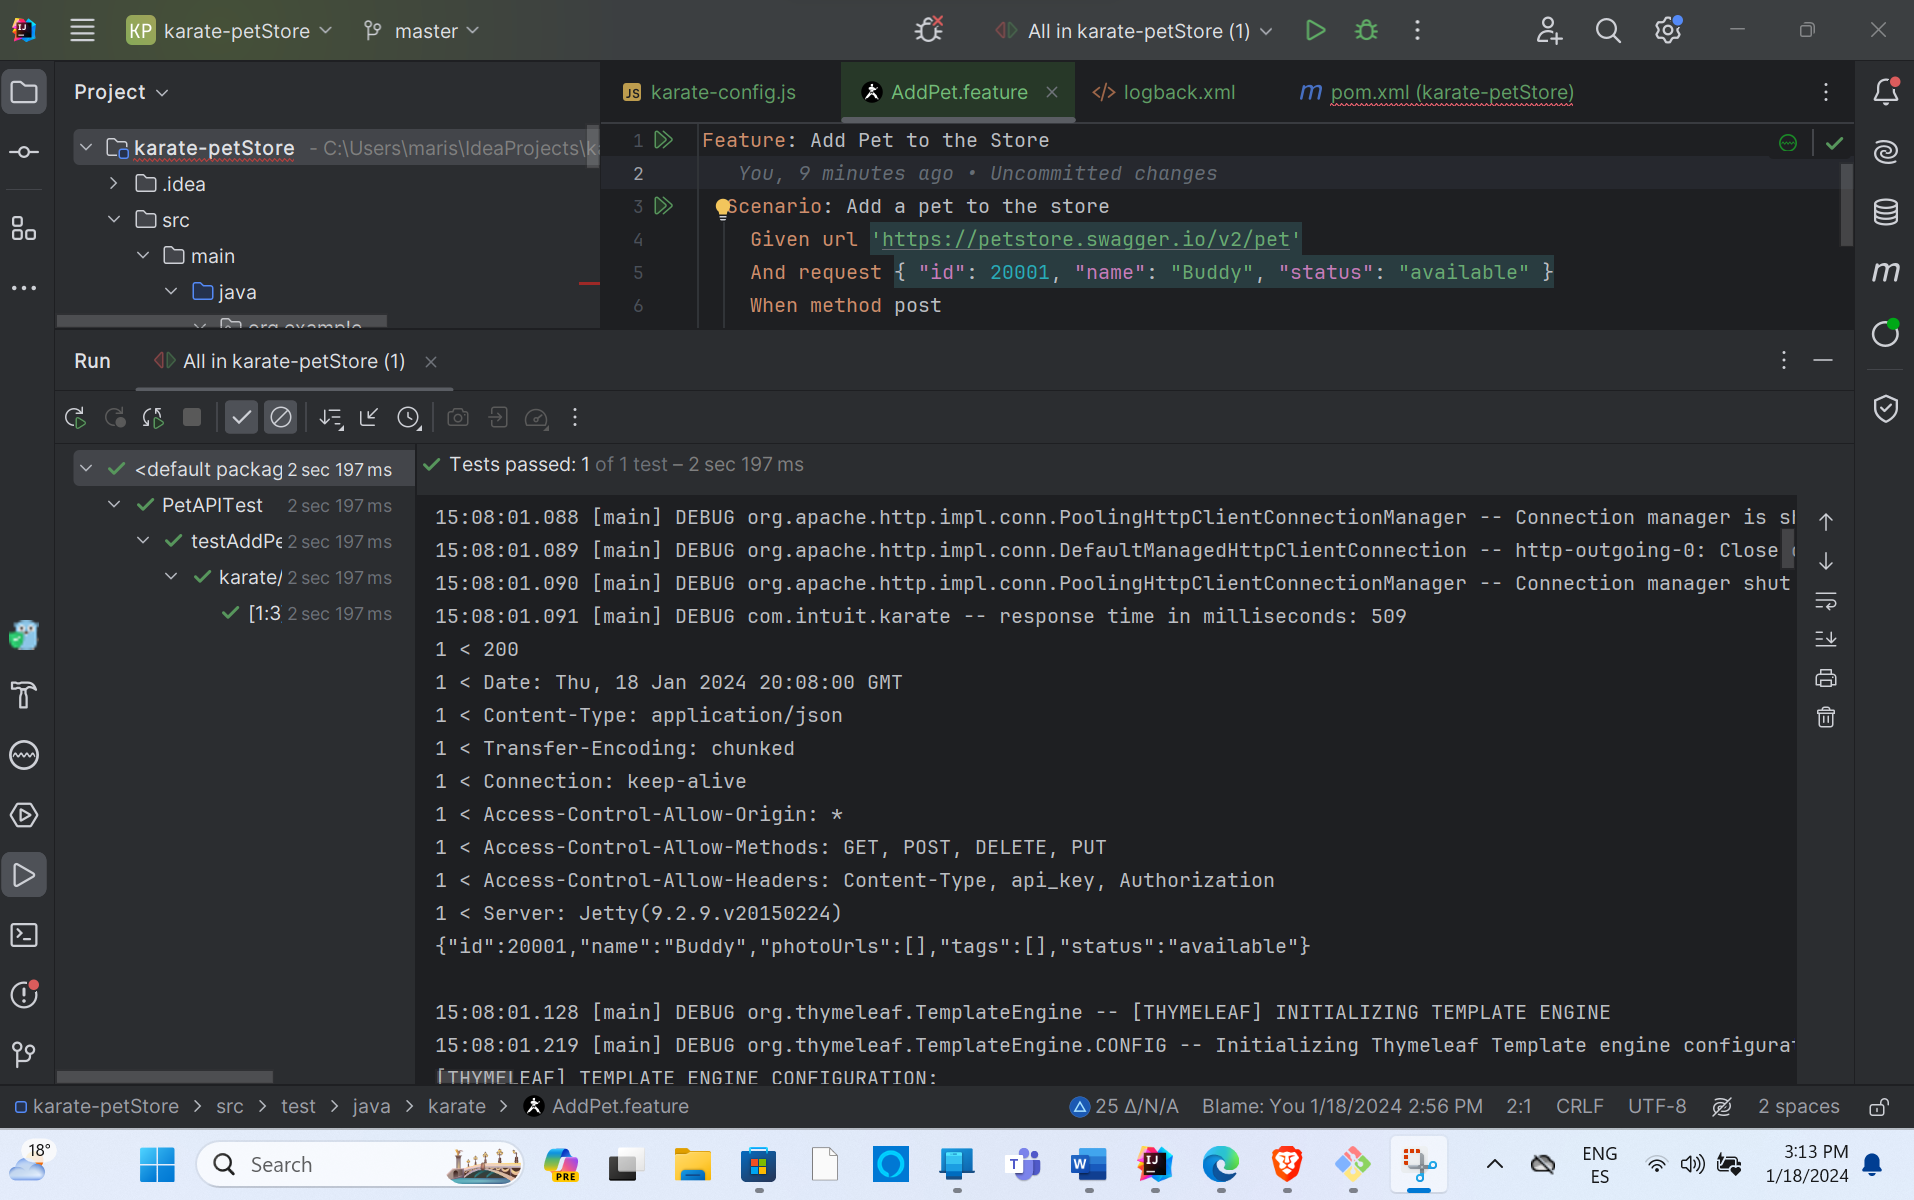 KP karate-petStore master All in karate-petStore (1)
Project
karate-petStore - C:\Users\maris\IdeaProjects\k
.idea
src
main
java
org.example
JS karate-config.js AddPet.feature </> logback.xml m pom.xml (karate-petStore)
1 Feature: Add Pet to the Store
2 You, 9 minutes ago • Uncommitted changes
3 Scenario: Add a pet to the store
4 Given url 'https://petstore.swagger.io/v2/pet'
5 And request { "id": 20001, "name": "Buddy", "status": "available" }
6 When method post
m
Run All in karate-petStore (1)
<default packag 2 sec 197 ms
PetAPITest 2 sec 197 ms
testAddPe 2 sec 197 ms
karate/ 2 sec 197 ms
[1:3 2 sec 197 ms
Tests passed: 1 of 1 test – 2 sec 197 ms
15:08:01.088 [main] DEBUG org.apache.http.impl.conn.PoolingHttpClientConnectionManager -- Connection manager is sh
15:08:01.089 [main] DEBUG org.apache.http.impl.conn.DefaultManagedHttpClientConnection -- http-outgoing-0: Close
15:08:01.090 [main] DEBUG org.apache.http.impl.conn.PoolingHttpClientConnectionManager -- Connection manager shut
15:08:01.091 [main] DEBUG com.intuit.karate -- response time in milliseconds: 509
1 < 200
1 < Date: Thu, 18 Jan 2024 20:08:00 GMT
1 < Content-Type: application/json
1 < Transfer-Encoding: chunked
1 < Connection: keep-alive
1 < Access-Control-Allow-Origin: *
1 < Access-Control-Allow-Methods: GET, POST, DELETE, PUT
1 < Access-Control-Allow-Headers: Content-Type, api_key, Authorization
1 < Server: Jetty(9.2.9.v20150224)
{"id":20001,"name":"Buddy","photoUrls":[],"tags":[],"status":"available"}
15:08:01.128 [main] DEBUG org.thymeleaf.TemplateEngine -- [THYMELEAF] INITIALIZING TEMPLATE ENGINE
15:08:01.219 [main] DEBUG org.thymeleaf.TemplateEngine.CONFIG -- Initializing Thymeleaf Template engine configurat
[THYMELEAF] TEMPLATE ENGINE CONFIGURATION:
karate-petStore > src > test > java > karate > AddPet.feature 25 Δ/N/A Blame: You 1/18/2024 2:56 PM 2:1 CRLF UTF-8 2 spaces
18° Search PRE ENG 3:13 PM
ES 1/18/2024